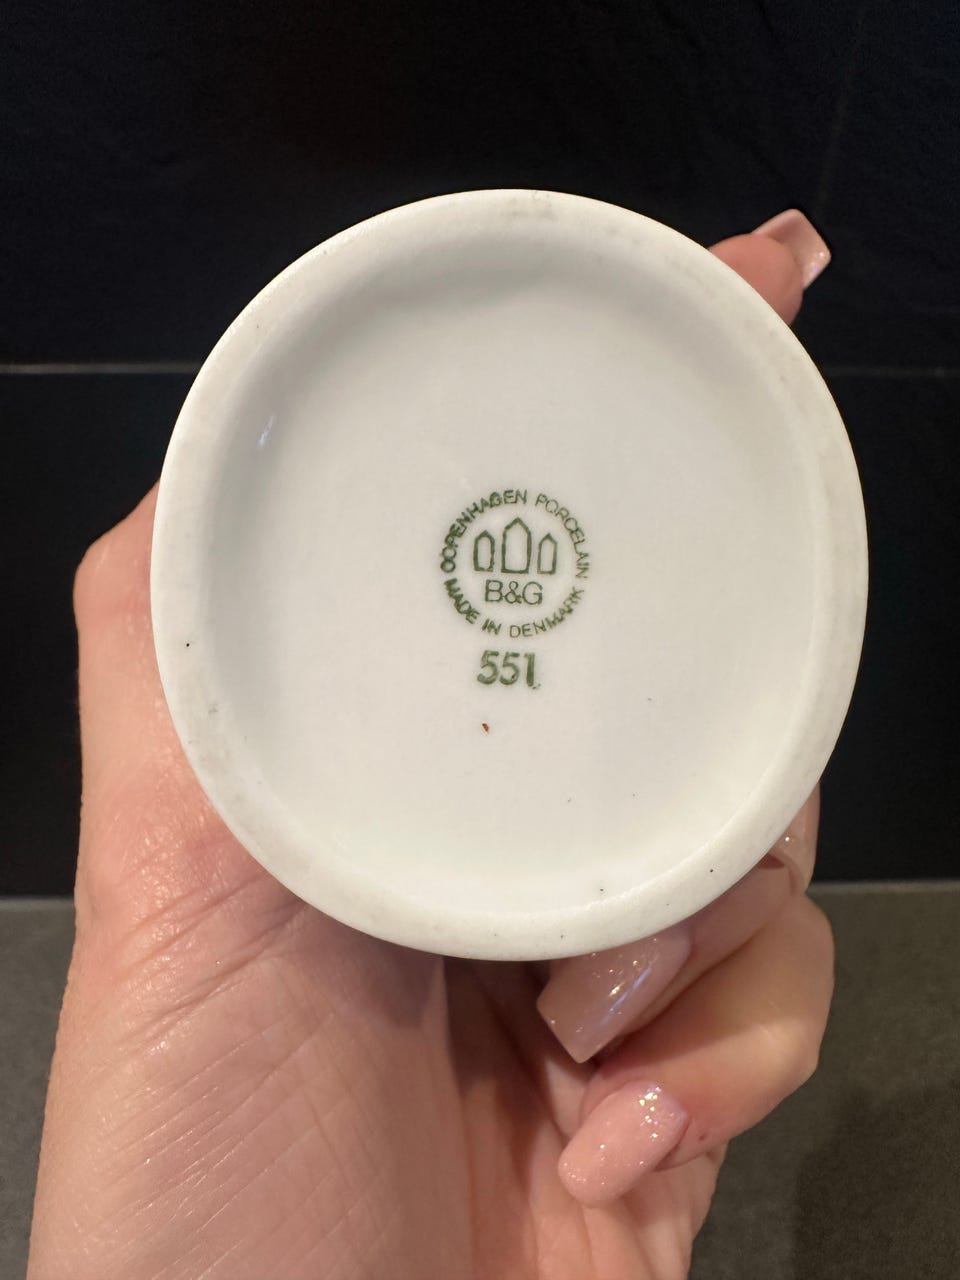 COPENHAGEN PORCELAIN
B&G
MADE IN DENMARK
551